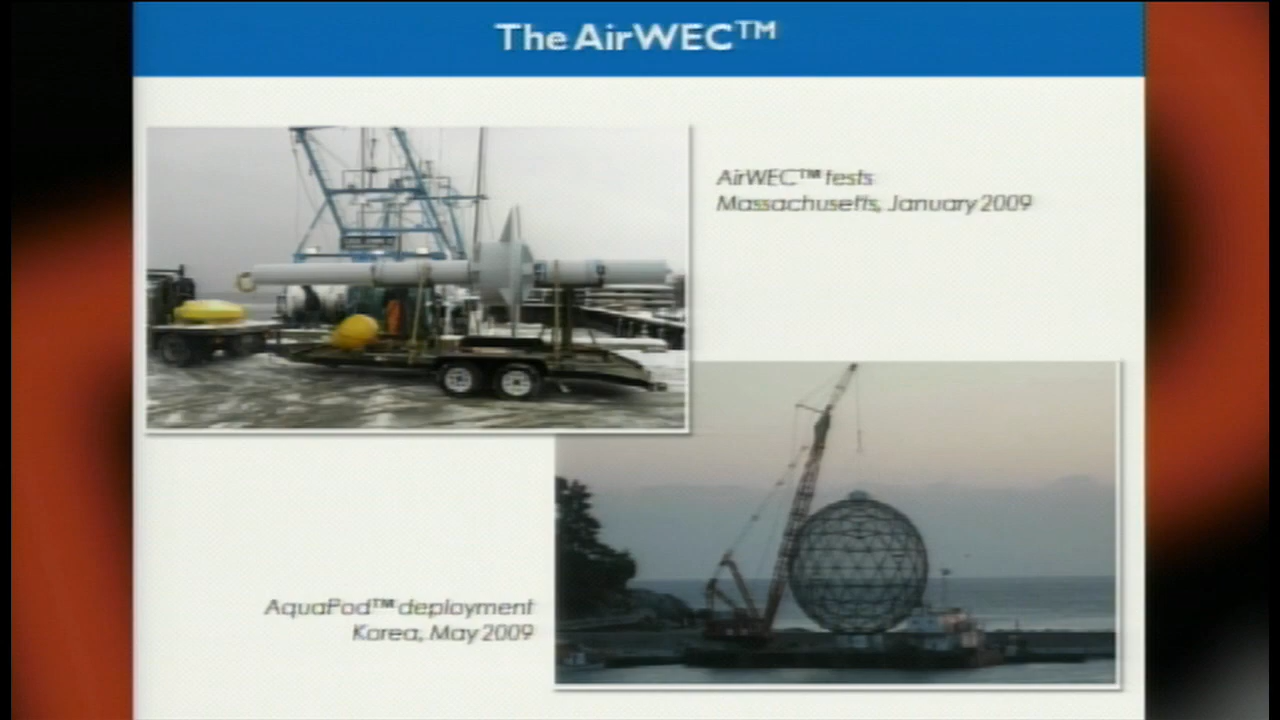 The AirWEC™
AirWEC™ tests
Massachusetts, January 2009
AquaPod™ deployment
Korea, May 2009